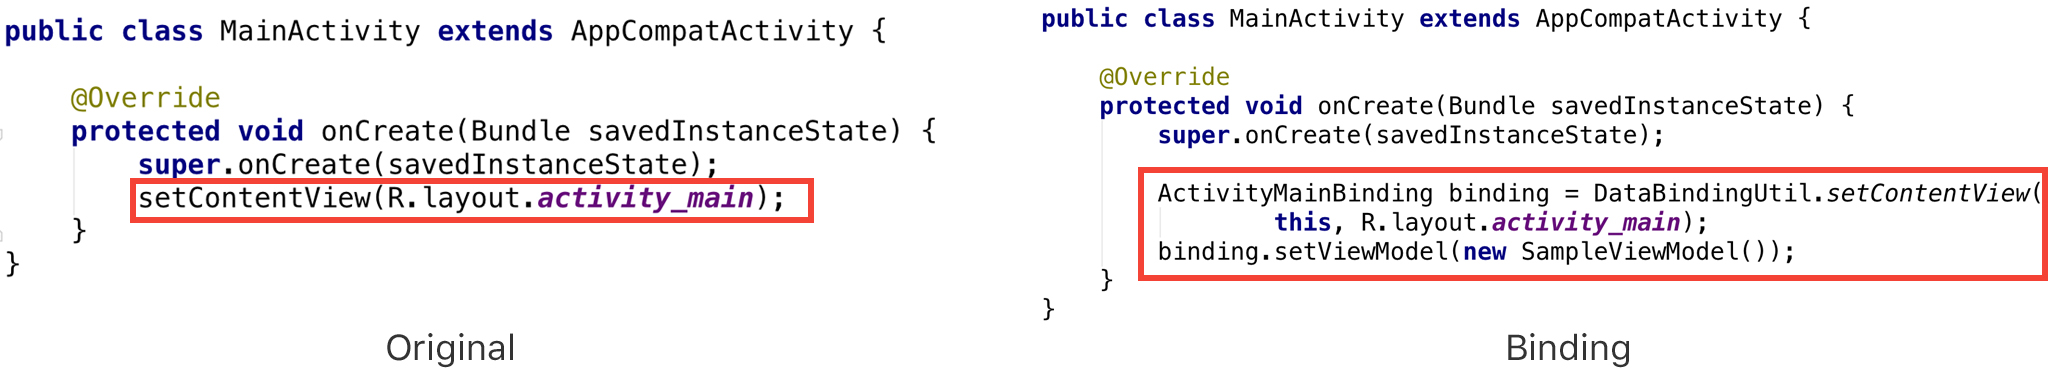 public class MainActivity extends AppCompatActivity {
@Override
protected void onCreate(Bundle savedInstanceState) {
super.onCreate(savedInstanceState);
setContentView(R.layout.activity_main);
}
}
Original
public class MainActivity extends AppCompatActivity {
@Override
protected void onCreate(Bundle savedInstanceState) {
super.onCreate(savedInstanceState);
ActivityMainBinding binding = DataBindingUtil.setContentView(
this, R.layout.activity_main);
binding.setViewModel(new SampleViewModel());
}
}
Binding